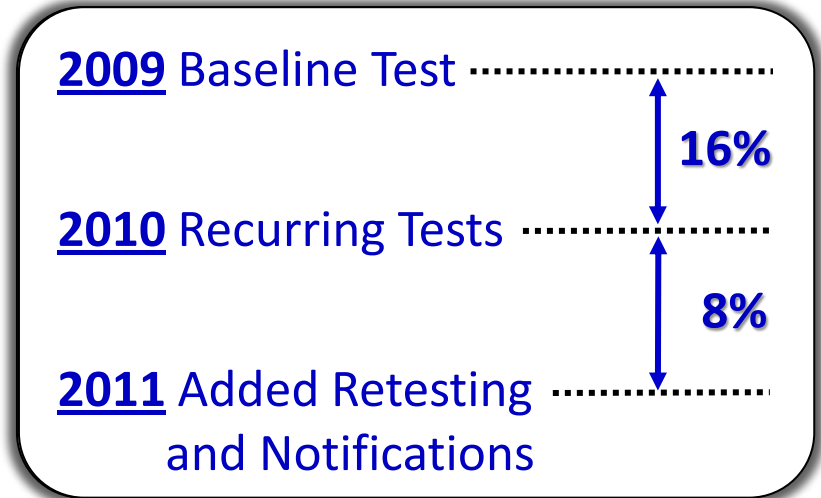 2009 Baseline Test
16%
2010 Recurring Tests
8%
2011 Added Retesting
and Notifications